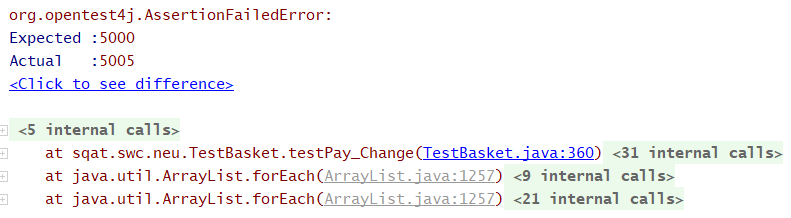 org.opentest4j.AssertionFailedError:
Expected :5000
Actual   :5005
<Click to see difference>
<5 internal calls>
at sqat.swc.neu.TestBasket.testPay_Change(TestBasket.java:360) <31 internal calls>
at java.util.ArrayList.forEach(ArrayList.java:1257) <9 internal calls>
at java.util.ArrayList.forEach(ArrayList.java:1257) <21 internal calls>